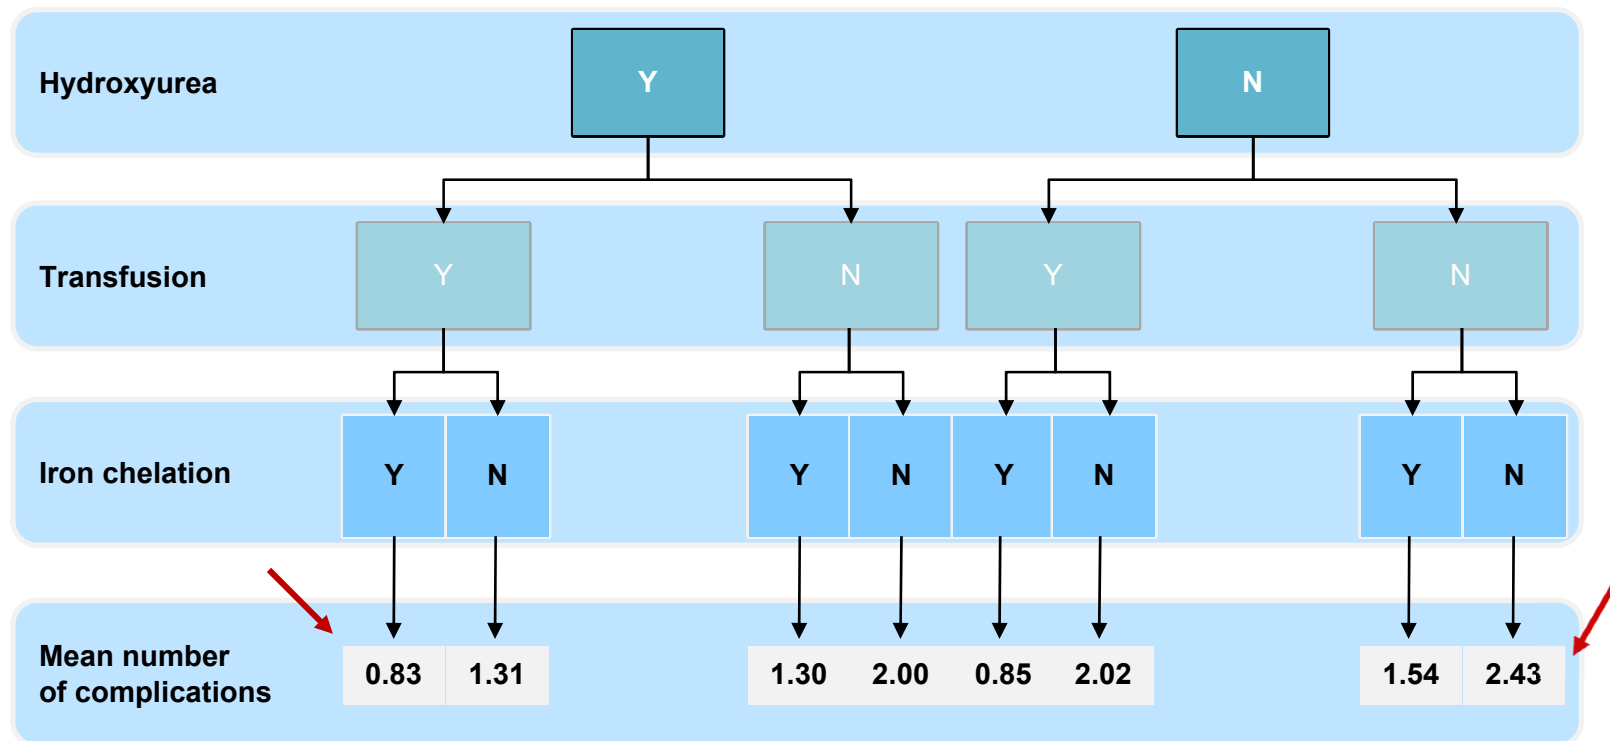 Hydroxyurea
Y N
Transfusion
Y N Y N
Iron chelation
Y N Y N Y N Y N
Mean number
of complications
0.83 1.31 1.30 2.00 0.85 2.02 1.54 2.43